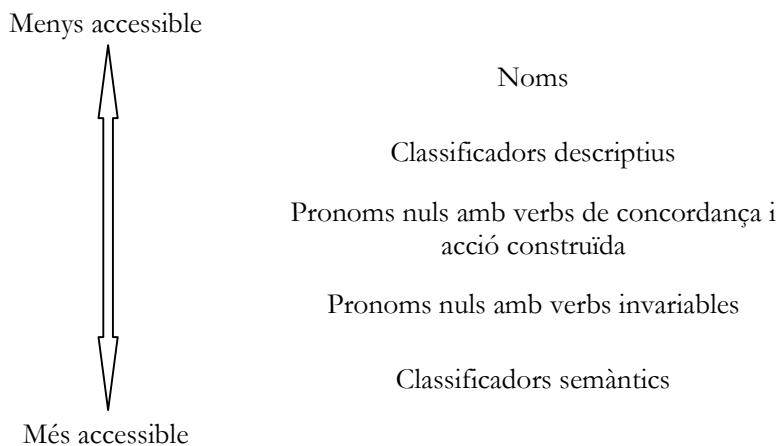 Menys accessible
Noms
Classificadors descriptius
Pronoms nuls amb verbs de concordança i
acció construïda
Pronoms nuls amb verbs invariables
Classificadors semàntics
Més accessible